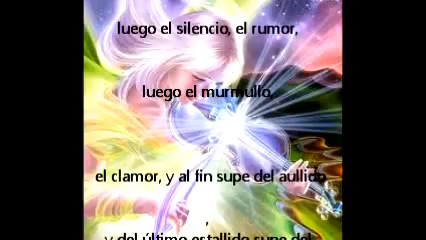 luego el silencio, el rumor,
luego el murmullo,
el clamor, y al fin supe del aullido
,
y del último estallido supe del